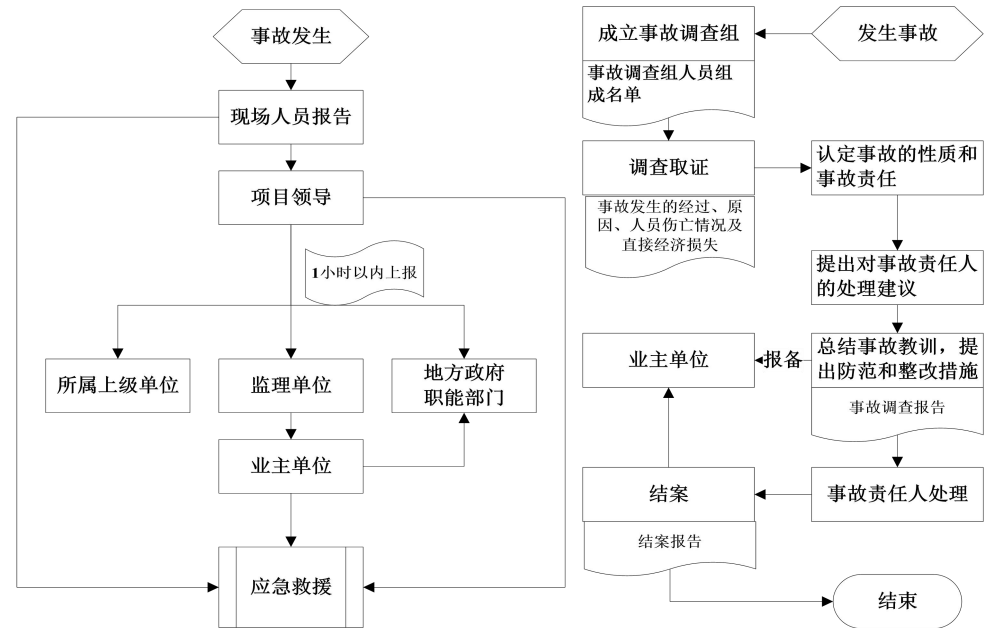 事故发生
现场人员报告
项目领导
1小时以内上报
所属上级单位
监理单位
地方政府
职能部门
业主单位
应急救援
发生事故
成立事故调查组
事故调查组人员组
成名单
调查取证
事故发生的经过、原
因、人员伤亡情况及
直接经济损失
认定事故的性质和
事故责任
提出对事故责任人
的处理建议
总结事故教训，提
出防范和整改措施
事故调查报告
报备
业主单位
事故责任人处理
结案
结案报告
结束